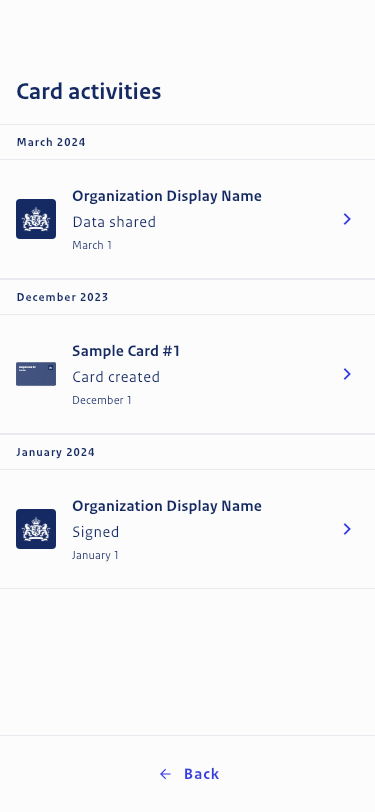 Card activities
March 2024
Organization Display Name
Data shared
March 1
December 2023
Sample Card #1
Card created
December 1
January 2024
Organization Display Name
Signed
January 1
Back